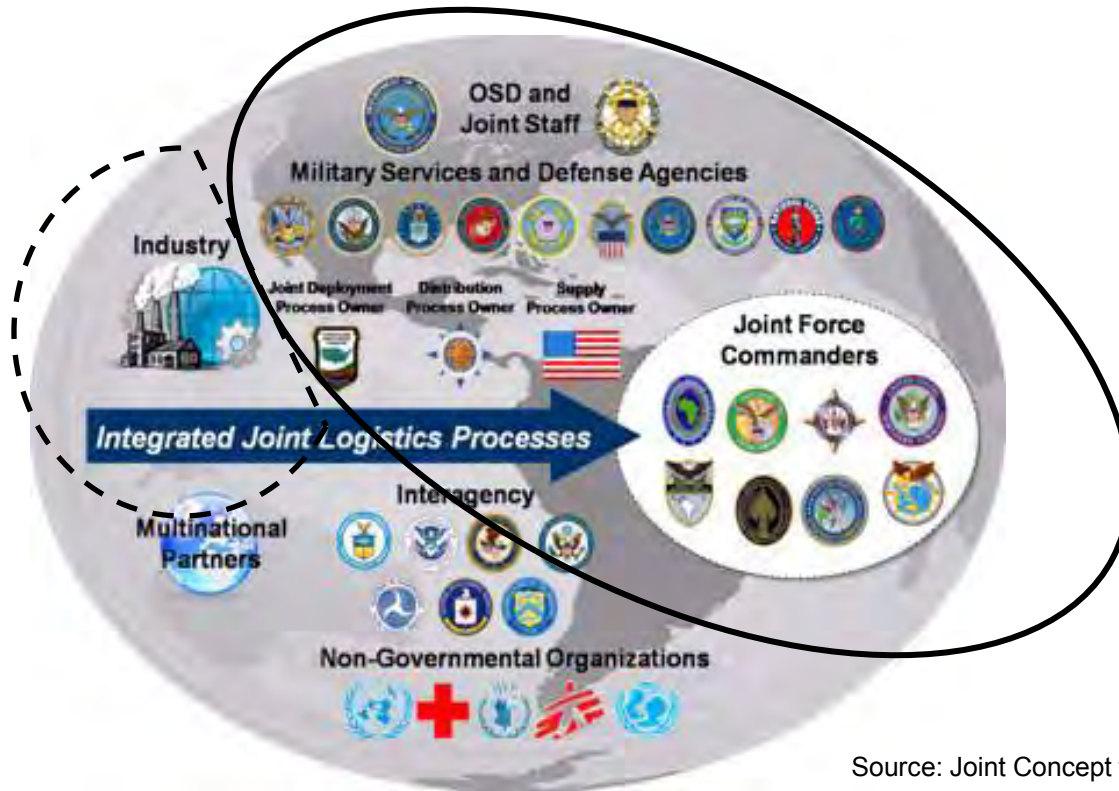 OSD and
Joint Staff
Military Services and Defense Agencies
Industry
Joint Deployment
Process Owner
Distribution
Process Owner
Supply
Process Owner
Joint Force
Commanders
Integrated Joint Logistics Processes
Interagency
Multinational
Partners
Non-Governmental Organizations
Source: Joint Concept